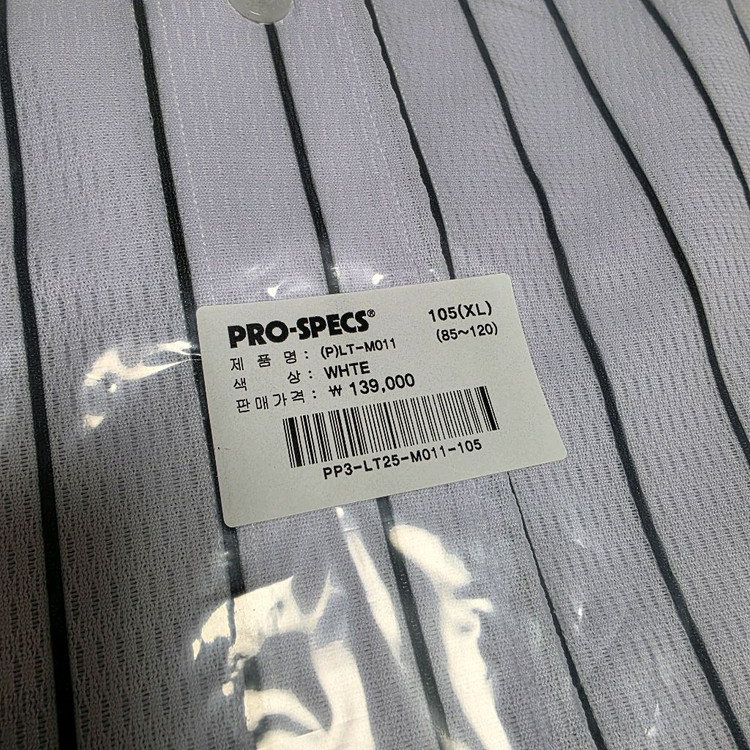 PRO-SPECS®
105(XL)
(85~120)
제 품 명 : (P)LT-M011
색 상 : WHTE
판매가격 : ₩ 139,000
PP3-LT25-M011-105